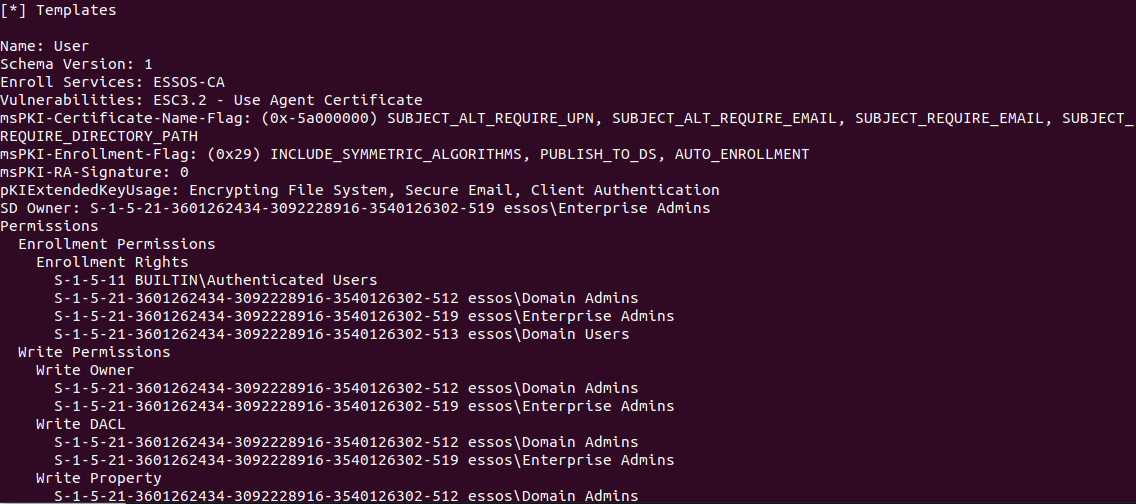 [*] Templates
Name: User
Schema Version: 1
Enroll Services: ESSOS-CA
Vulnerabilities: ESC3.2 - Use Agent Certificate
msPKI-Certificate-Name-Flag: (0x-5a000000) SUBJECT_ALT_REQUIRE_UPN, SUBJECT_ALT_REQUIRE_EMAIL, SUBJECT_REQUIRE_EMAIL, SUBJECT_
REQUIRE_DIRECTORY_PATH
msPKI-Enrollment-Flag: (0x29) INCLUDE_SYMMETRIC_ALGORITHMS, PUBLISH_TO_DS, AUTO_ENROLLMENT
msPKI-RA-Signature: 0
pKIExtendedKeyUsage: Encrypting File System, Secure Email, Client Authentication
SD Owner: S-1-5-21-3601262434-3092228916-3540126302-519 essos\Enterprise Admins
Permissions
  Enrollment Permissions
    Enrollment Rights
      S-1-5-11 BUILTIN\Authenticated Users
      S-1-5-21-3601262434-3092228916-3540126302-512 essos\Domain Admins
      S-1-5-21-3601262434-3092228916-3540126302-519 essos\Enterprise Admins
      S-1-5-21-3601262434-3092228916-3540126302-513 essos\Domain Users
  Write Permissions
    Write Owner
      S-1-5-21-3601262434-3092228916-3540126302-512 essos\Domain Admins
      S-1-5-21-3601262434-3092228916-3540126302-519 essos\Enterprise Admins
    Write DACL
      S-1-5-21-3601262434-3092228916-3540126302-512 essos\Domain Admins
      S-1-5-21-3601262434-3092228916-3540126302-519 essos\Enterprise Admins
    Write Property
      S-1-5-21-3601262434-3092228916-3540126302-512 essos\Domain Admins